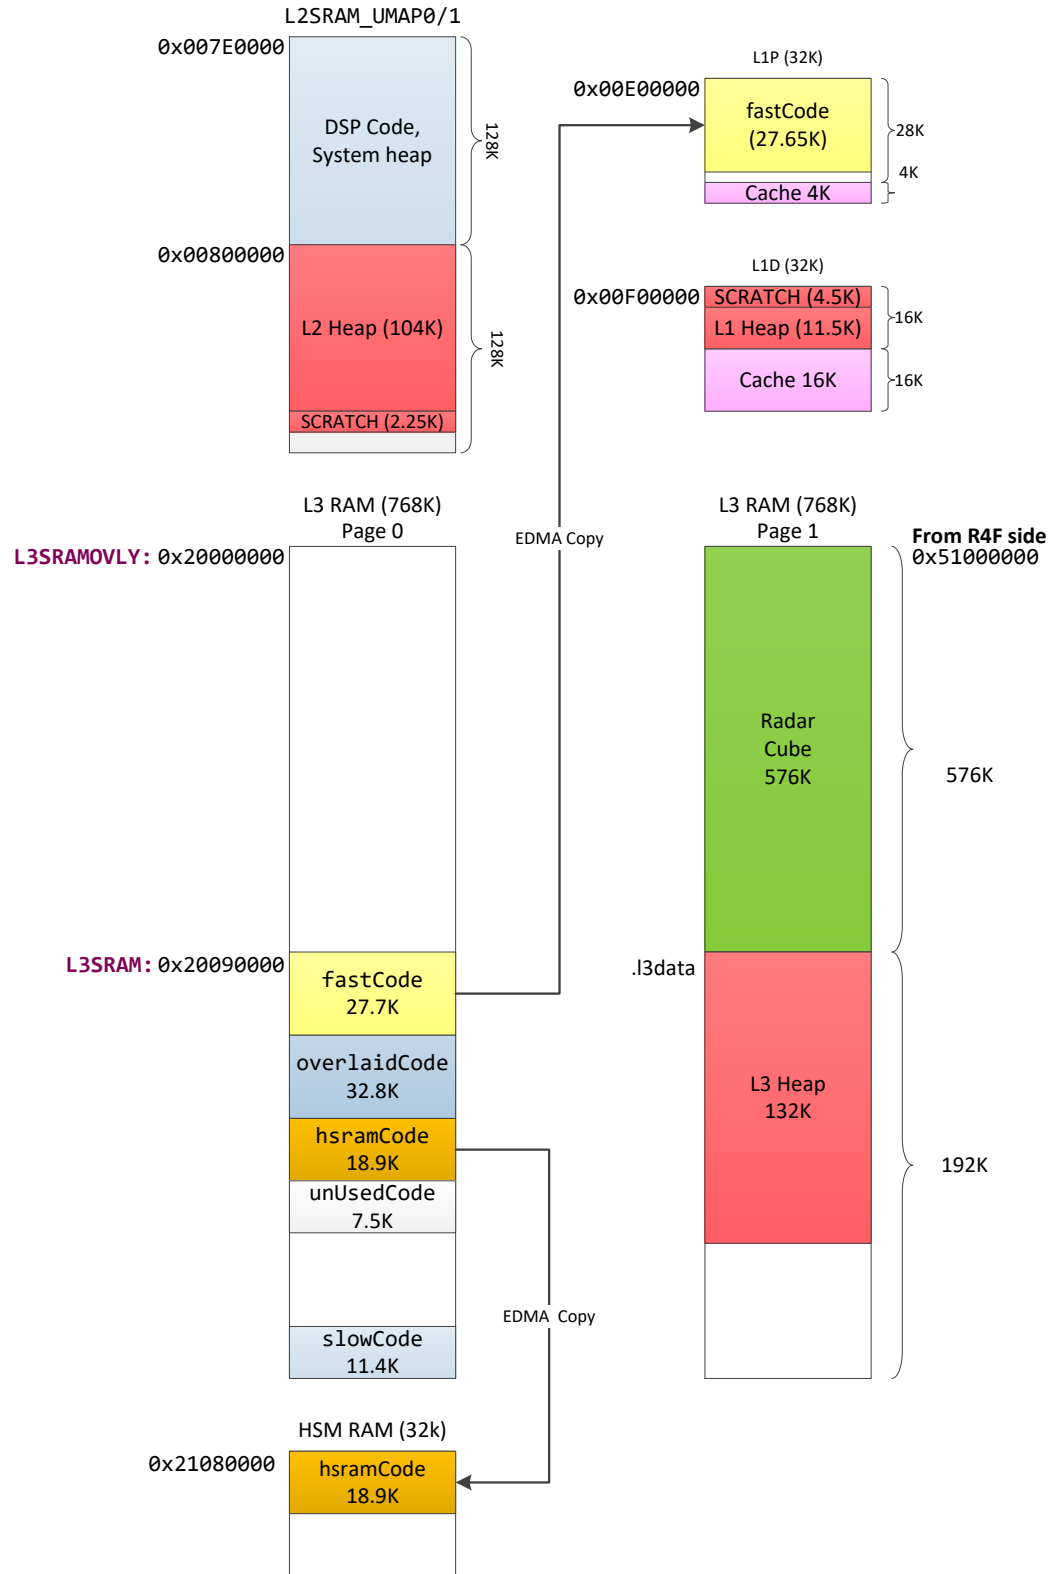 L2SRAM_UMAP0/1
0x007E0000
DSP Code,
System heap
128K
0x00800000
L2 Heap (104K)
128K
SCRATCH (2.25K)
L1P (32K)
0x00E00000
fastCode
(27.65K)
28K
4K
Cache 4K
L1D (32K)
0x00F00000
SCRATCH (4.5K)
L1 Heap (11.5K)
16K
Cache 16K
16K
EDMA Copy
L3 RAM (768K)
Page 0
L3SRAMOVLY: 0x20000000
L3SRAM: 0x20090000
fastCode
27.7K
overlaidCode
32.8K
hsramCode
18.9K
unUsedCode
7.5K
slowCode
11.4K
EDMA Copy
L3 RAM (768K)
Page 1
From R4F side
0x51000000
Radar
Cube
576K
576K
.l3data
L3 Heap
132K
192K
HSM RAM (32k)
0x21080000
hsramCode
18.9K